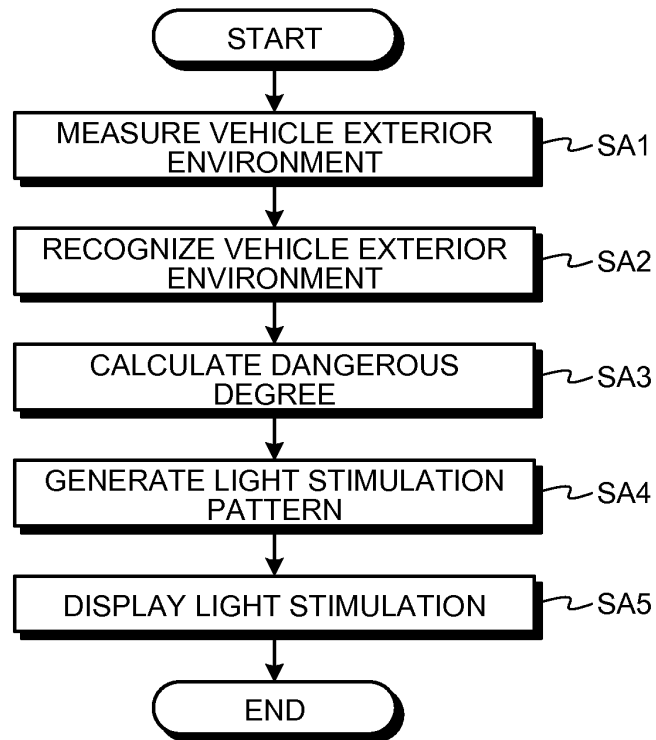 START
MEASURE VEHICLE EXTERIOR
ENVIRONMENT
SA1
RECOGNIZE VEHICLE EXTERIOR
ENVIRONMENT
SA2
CALCULATE DANGEROUS
DEGREE
SA3
GENERATE LIGHT STIMULATION
PATTERN
SA4
DISPLAY LIGHT STIMULATION
SA5
END